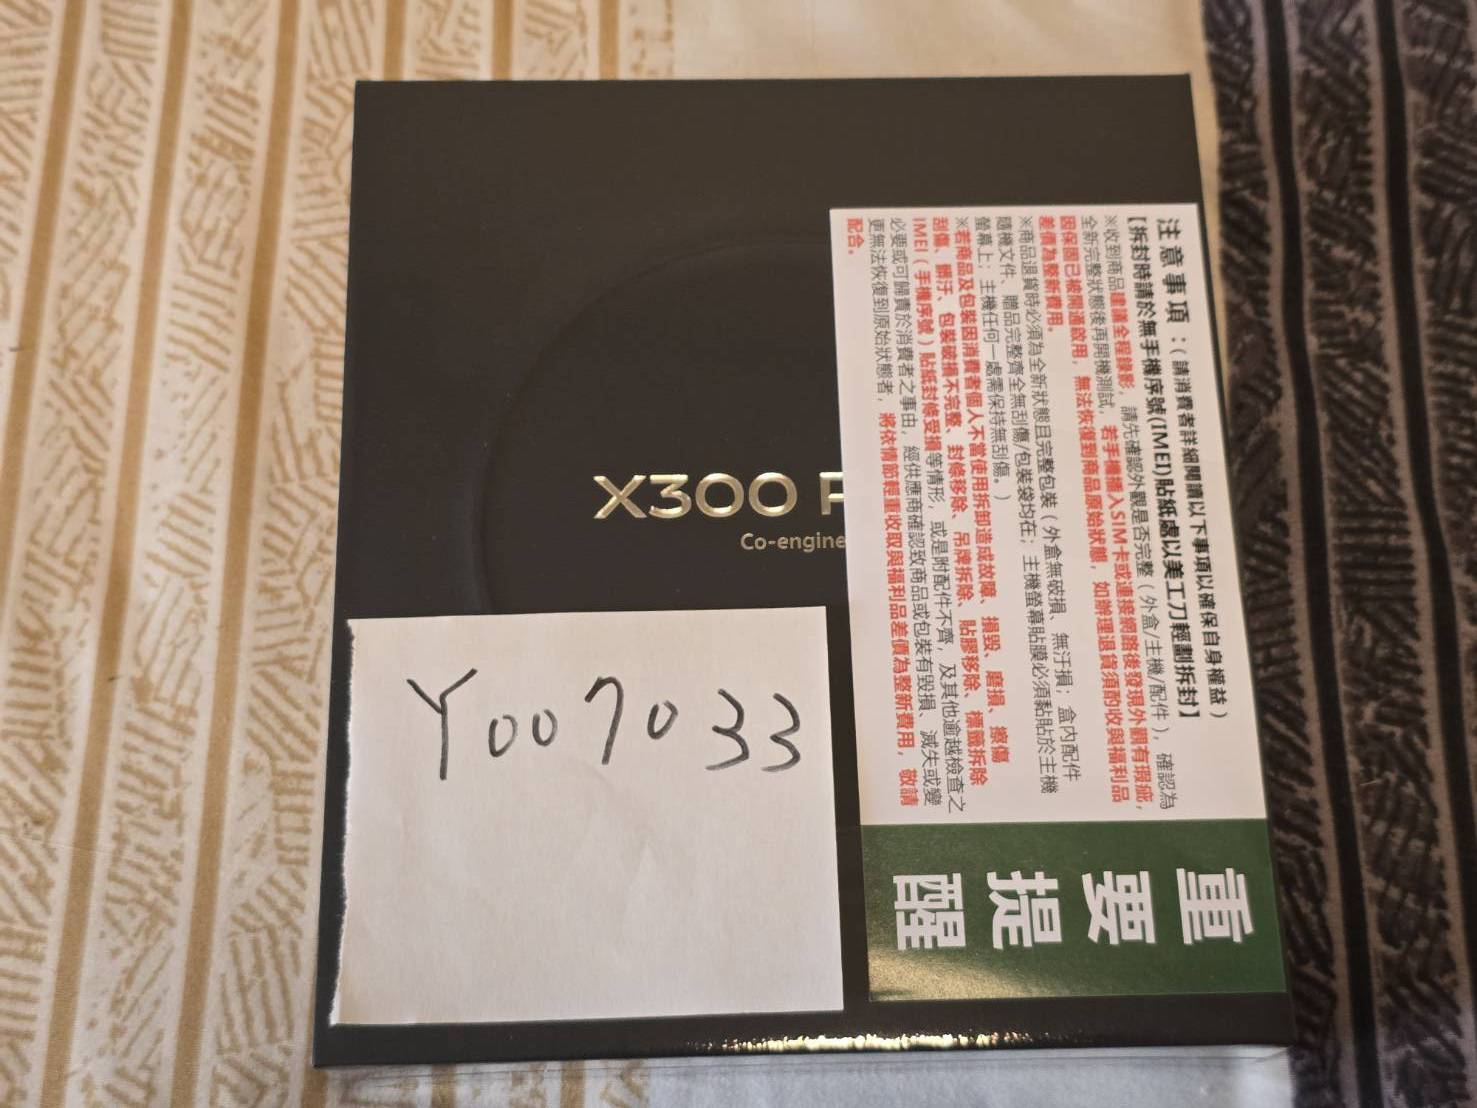 X300 P
Co-engine
Y007033
注意事項：(請消費者詳細閱讀以下事項以確保自身權益)
【拆封時請於無手機序號(IMEI)貼紙處以美工刀輕劃拆封】
※收到商品建議全程錄影，請先確認外觀是否完整(外盒/主機/配件)，確認為
全新完整狀態後再開機測試，若手機插入SIM卡或連接網路後發現外觀有瑕疵，
因保固已被開通啟用，無法恢復到商品原始狀態，如辦理退貨須酌收與福利品
差價為整新費用。
※商品退貨時必須為全新狀態且完整包裝(外盒無破損、無汙損；盒內配件
隨機文件、贈品完整齊全無刮傷/包裝袋均在；主機螢幕貼膜必須黏貼於主機
螢幕上；主機任何一處需保持無刮傷。)
※若商品及包裝因消費者個人不當使用拆卸造成故障、損毀、磨損、擦傷
刮傷、髒汙、包裝破損不完整、封條移除、吊牌拆除、貼膠移除、標籤拆除
IMEI(手機序號)貼紙封條受損等情形，或是附配件不齊，及其他逾越檢查之
必要或可歸責於消費者之事由，經供應商確認致商品或包裝有毀損、滅失或變
更無法恢復到原始狀態者，將依情節輕重收取與福利品差價為整新費用，敬請
配合。
重要提醒